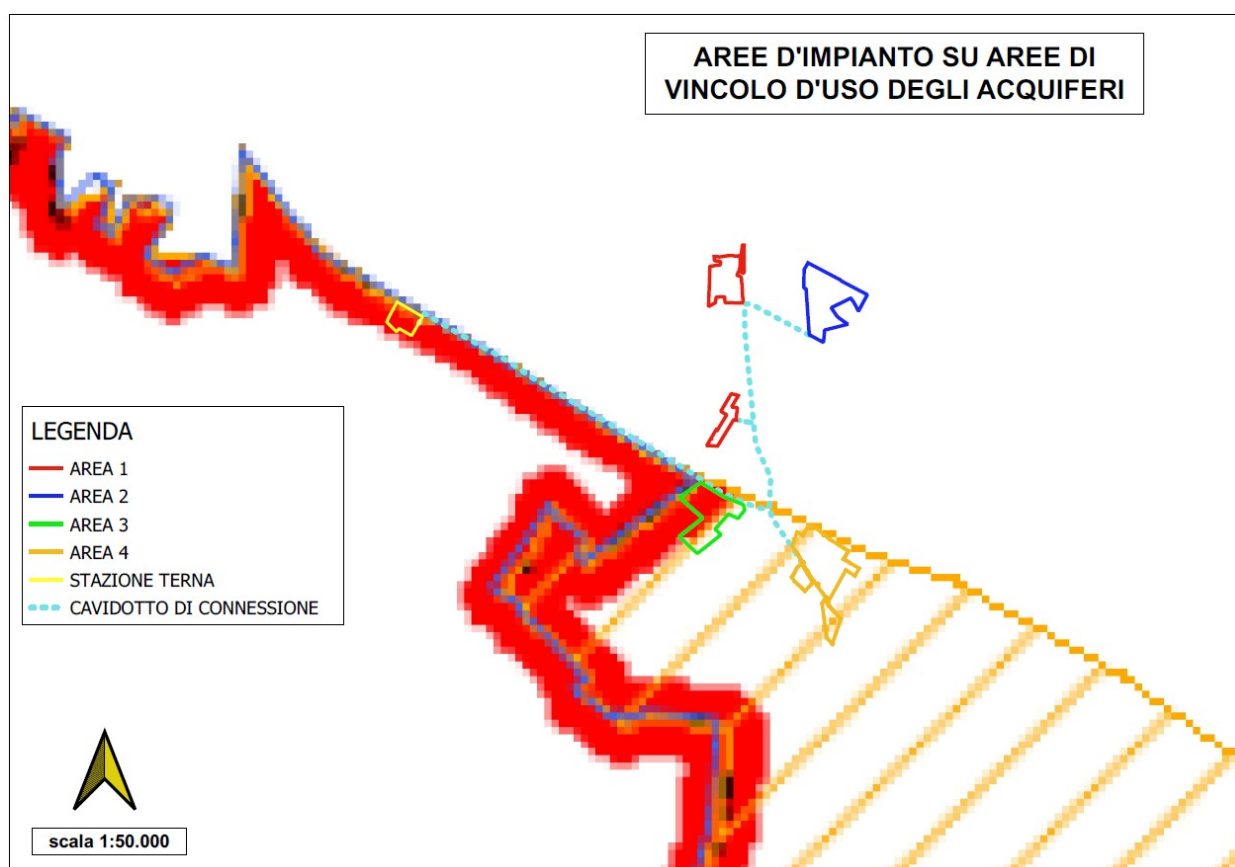 AREE D'IMPIANTO SU AREE DI
VINCOLO D'USO DEGLI ACQUIFERI
LEGENDA
AREA 1
AREA 2
AREA 3
AREA 4
STAZIONE TERNA
CAVIDOTTO DI CONNESSIONE
scala 1:50.000